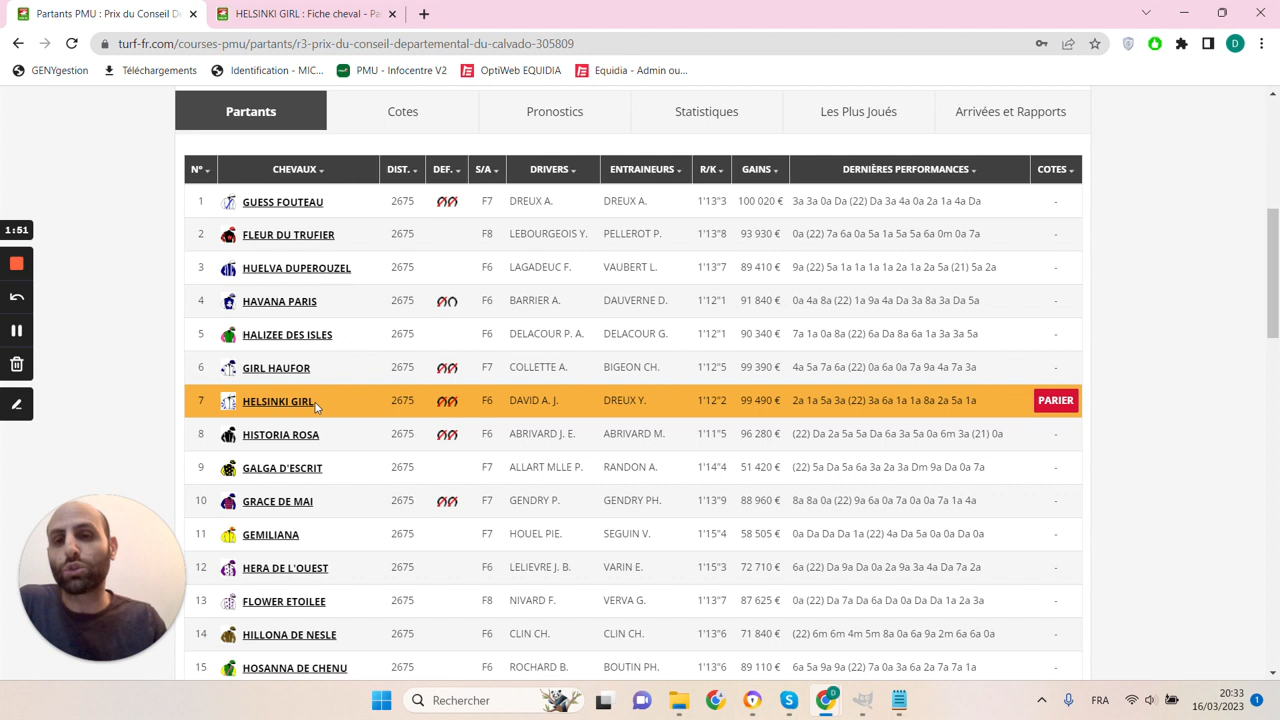 Partants PMU : Prix du Conseil D
HELSINKI GIRL : Fiche cheval - Pa
turf-fr.com/courses-pmu/partants/r3-prix-du-conseil-departemental-du-calvado-305809
D
GENYgestion
Téléchargements
Identification - MIC...
PMU - Infocentre V2
OptiWeb EQUIDIA
Equidia - Admin ou...
Partants Cotes Pronostics Statistiques Les Plus Joués Arrivées et Rapports
N° CHEVAUX DIST. DEF. S/A DRIVERS ENTRAINEURS R/K GAINS DERNIÈRES PERFORMANCES COTES
1 GUESS FOUTEAU 2675 F7 DREUX A. DREUX A. 1'13"3 100 020 € 3a 3a 0a Da (22) Da 3a 4a 0a 2a 1a 4a Da -
2 FLEUR DU TRUFIER 2675 F8 LEBOURGEOIS Y. PELLEROT P. 1'13"8 93 930 € 0a (22) 7a 6a 0a 5a 1a 5a 5a 6a 0m 0a 7a -
3 HUELVA DUPEROUZEL 2675 F6 LAGADEUC F. VAUBERT L. 1'13"7 89 410 € 9a (22) 5a 1a 1a 1a 1a 2a 1a 2a 5a (21) 5a 2a -
4 HAVANA PARIS 2675 F6 BARRIER A. DAUVERNE D. 1'12"1 91 840 € 0a 4a 8a (22) 1a 9a 4a Da 3a 8a 3a Da 5a -
5 HALIZEE DES ISLES 2675 F6 DELACOUR P. A. DELACOUR G. 1'12"1 90 340 € 7a 1a 0a 8a (22) 6a Da 8a 6a 1a 3a 3a 5a -
6 GIRL HAUFOR 2675 F7 COLLETTE A. BIGEON CH. 1'12"5 99 390 € 4a 5a 7a 6a (22) 0a 6a 0a 7a 9a 4a 7a 3a -
7 HELSINKI GIRL 2675 F6 DAVID A. J. DREUX Y. 1'12"2 99 490 € 2a 1a 5a 3a (22) 3a 6a 1a 1a 8a 2a 5a 1a PARIER
8 HISTORIA ROSA 2675 F6 ABRIVARD J. E. ABRIVARD M. 1'11"5 96 280 € (22) Da 2a 5a 5a Da 6a 3a 5a 0a 6m 3a (21) 0a -
9 GALGA D'ESCRIT 2675 F7 ALLART MLLE P. RANDON A. 1'14"4 51 420 € (22) 5a Da 5a 6a 3a 2a 3a Dm 9a Da 0a 7a -
10 GRACE DE MAI 2675 F7 GENDRY P. GENDRY PH. 1'13"9 88 960 € 8a 8a 0a (22) 9a 6a 0a 7a 0a 0a 7a 1a 4a -
11 GEMILIANA 2675 F7 HOUEL PIE. SEGUIN V. 1'15"4 58 505 € 0a Da Da Da 1a (22) 4a Da 5a 0a 0a Da 0a -
12 HERA DE L'OUEST 2675 F6 LELIEVRE J. B. VARIN E. 1'15"3 72 710 € 6a (22) Da 9a Da 0a 2a 9a 3a 4a Da 7a 2a -
13 FLOWER ETOILEE 2675 F8 NIVARD F. VERVA G. 1'13"7 87 625 € 0a (22) Da 7a Da 6a Da 0a Da Da 1a 2a 3a -
14 HILLONA DE NESLE 2675 F6 CLIN CH. CLIN CH. 1'13"6 71 840 € (22) 6m 6m 4m 5m 8a 0a 6a 9a 2m 6a 6a 0a -
15 HOSANNA DE CHENU 2675 F6 ROCHARD B. BOUTIN PH. 1'13"6 89 110 € 6a 5a 9a 9a (22) 7a 0a 3a 6a 2a 7a 7a 1a -
1:51
Rechercher
FRA
20:33
16/03/2023